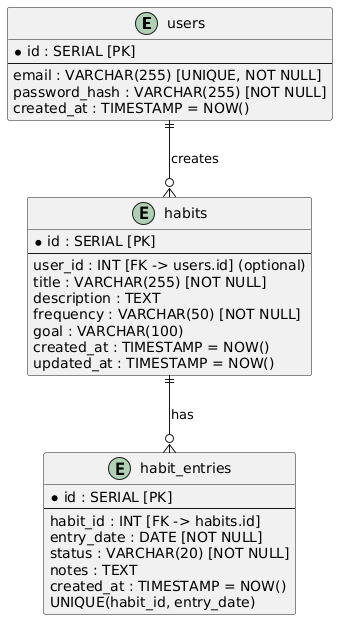 E users
* id : SERIAL [PK]
email : VARCHAR(255) [UNIQUE, NOT NULL]
password_hash : VARCHAR(255) [NOT NULL]
created_at : TIMESTAMP = NOW()
creates
E habits
* id : SERIAL [PK]
user_id : INT [FK -> users.id] (optional)
title : VARCHAR(255) [NOT NULL]
description : TEXT
frequency : VARCHAR(50) [NOT NULL]
goal : VARCHAR(100)
created_at : TIMESTAMP = NOW()
updated_at : TIMESTAMP = NOW()
has
E habit_entries
* id : SERIAL [PK]
habit_id : INT [FK -> habits.id]
entry_date : DATE [NOT NULL]
status : VARCHAR(20) [NOT NULL]
notes : TEXT
created_at : TIMESTAMP = NOW()
UNIQUE(habit_id, entry_date)